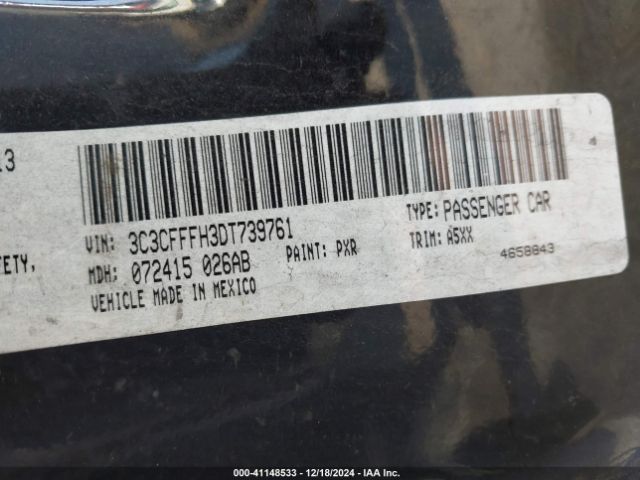 13
VIN: 3C3CFFFH3DT739761
TYPE: PASSENGER CAR
FETY,
MDH: 072415 026AB
PAINT: PXR
TRIM: A5XX
VEHICLE MADE IN MEXICO
4658843
000-41148533 – 12/18/2024 – IAA Inc.